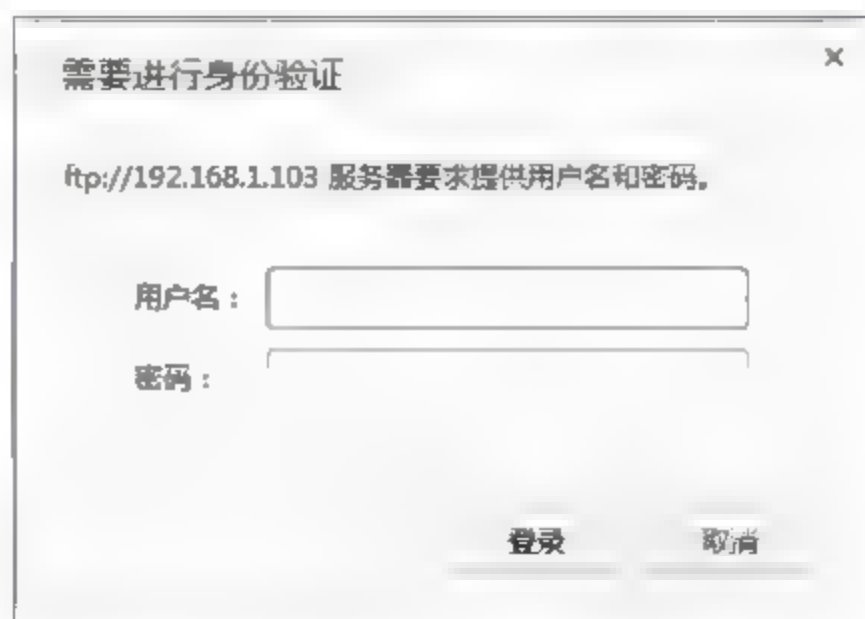 需要进行身份验证
×
ftp://192.168.1.103 服务器要求提供用户名和密码。
用户名：
密码：
登录 取消